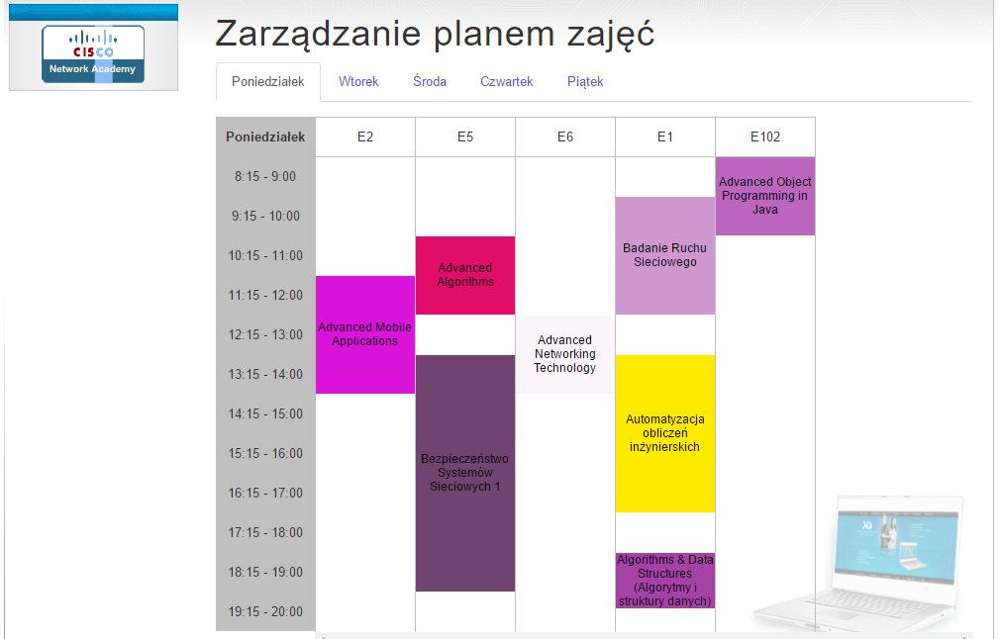 CISCO
Network Academy
Zarządzanie planem zajęć
Poniedziałek Wtorek Środa Czwartek Piątek
Poniedziałek E2 E5 E6 E1 E102
8:15 - 9:00
Advanced Object
Programming in
Java
9:15 - 10:00
Badanie Ruchu
Sieciowego
10:15 - 11:00
Advanced
Algorithms
11:15 - 12:00
Advanced Mobile
Applications
12:15 - 13:00
Advanced
Networking
Technology
13:15 - 14:00
14:15 - 15:00
Automatyzacja
obliczeń
inżynierskich
15:15 - 16:00
Bezpieczeństwo
Systemów
Sieciowych 1
16:15 - 17:00
17:15 - 18:00
18:15 - 19:00
Algorithms & Data
Structures
(Algorytmy i
struktury danych)
19:15 - 20:00